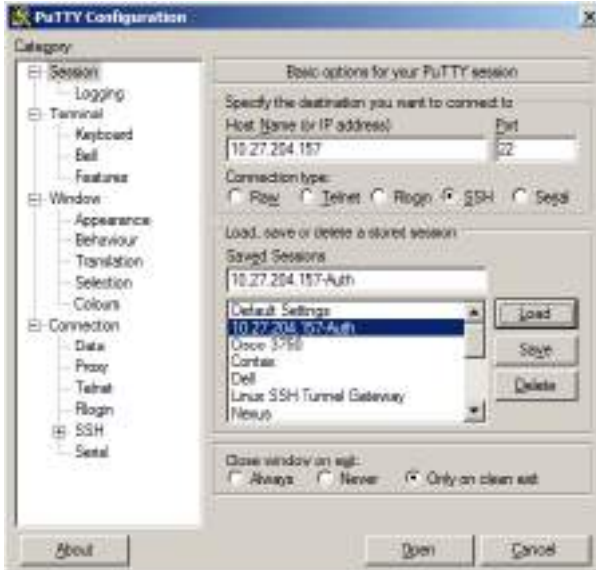 PuTTY Configuration
Category:
Session
Logging
Terminal
Keyboard
Bell
Features
Window
Appearance
Behaviour
Translation
Selection
Colours
Connection
Data
Proxy
Telnet
Rlogin
SSH
Serial
Basic options for your PuTTY session
Specify the destination you want to connect to
Host Name (or IP address) Port
10.27.204.157 22
Connection type:
Raw Telnet Rlogin SSH Serial
Load, save or delete a stored session
Saved Sessions
10.27.204.157-Auth
Default Settings
10.27.204.157-Auth
Cisco 3750
Dell
Linux SSH Tunnel Gateway
Nexus
Load
Save
Delete
Close window on exit:
Always Never Only on clean exit
About Open Cancel